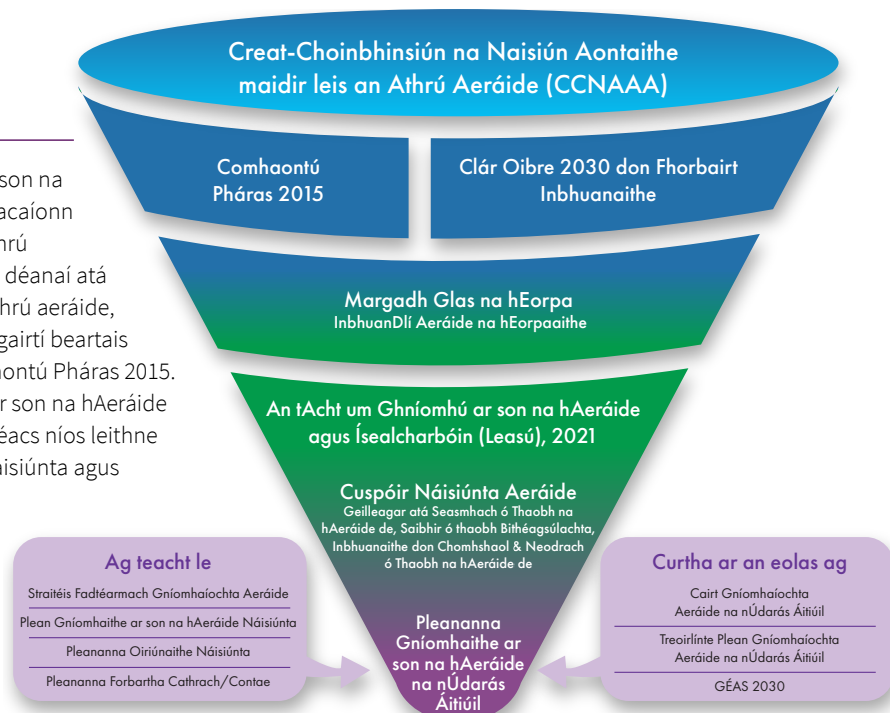 Creat-Choinbhinsiún na Naisiún Aontaithe
maidir leis an Athrú Aeráide (CCNAAA)
Comhaontú
Pháras 2015
Clár Oibre 2030 don Fhorbairt
Inbhuanaithe
son na
acaíonn
hrú
déanaí atá
hrú aeráide,
gairtí beartais
aontú Pháras 2015.
r son na hAeráide
éacs níos leithne
aisiúnta agus
Margadh Glas na hEorpa
InbhuanDlí Aeráide na hEorpaaithe
An tAcht um Ghníomhú ar son na hAeráide
agus Ísealcharbóin (Leasú), 2021
Cuspóir Náisiúnta Aeráide
Geilleagar atá Seasmhach ó Thaobh na
hAeráide de, Saibhir ó thaobh Bithéagsúlachta,
Inbhuanaithe don Chomhshaol & Neodrach
ó Thaobh na hAeráide de
Pleananna
Gníomhaithe ar
son na hAeráide
na nÚdarás
Áitiúil
Ag teacht le
Straitéis Fadtéarmach Gníomhaíochta Aeráide
Plean Gníomhaithe ar son na hAeráide Náisiúnta
Pleananna Oiriúnaithe Náisiúnta
Pleananna Forbartha Cathrach/Contae
Curtha ar an eolas ag
Cairt Gníomhaíochta
Aeráide na nÚdarás Áitiúil
Treoirlínte Plean Gníomhaíochta
Aeráide na nÚdarás Áitiúil
GÉAS 2030